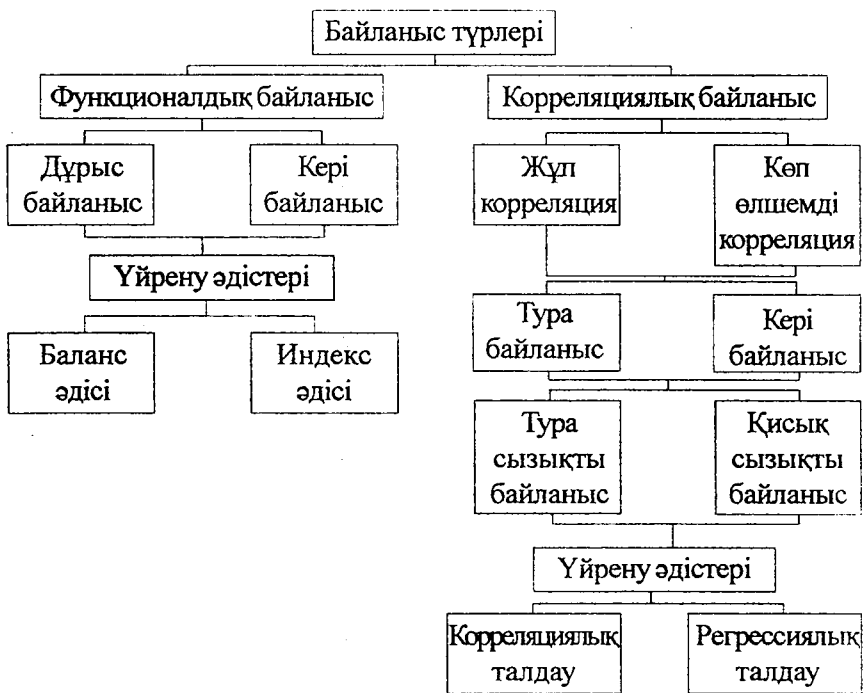 Байланыс түрлері
Функционалдық байланыс
Корреляциялық байланыс
Дұрыс
байланыс
Кері
байланыс
Жұп
корреляция
Көп
өлшемді
корреляция
Үйрену әдістері
Баланс
әдісі
Индекс
әдісі
Тура
байланыс
Кері
байланыс
Тура
сызықты
байланыс
Қисық
сызықты
байланыс
Үйрену әдістері
Корреляциялық
талдау
Регрессиялық
талдау